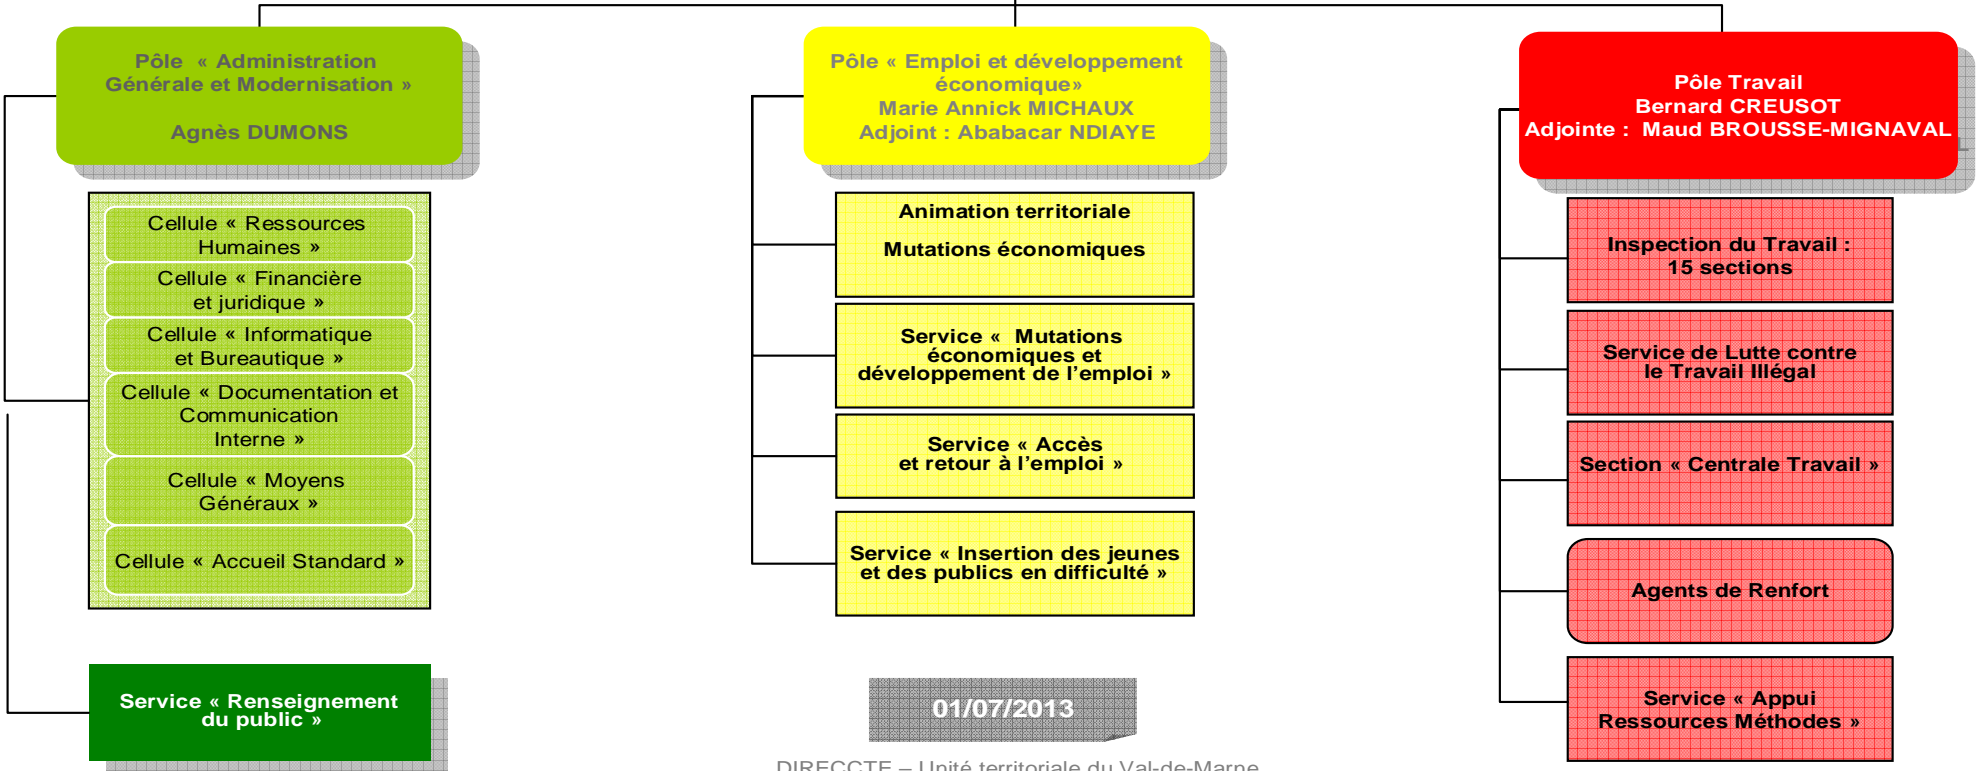 Pôle « Administration
Générale et Modernisation »
Agnès DUMONS
Cellule « Ressources
Humaines »
Cellule « Financière
et juridique »
Cellule « Informatique
et Bureautique »
Cellule « Documentation et
Communication
Interne »
Cellule « Moyens
Généraux »
Cellule « Accueil Standard »
Service « Renseignement
du public »
Pôle « Emploi et développement
économique»
Marie Annick MICHAUX
Adjoint : Ababacar NDIAYE
Animation territoriale
Mutations économiques
Service « Mutations
économiques et
développement de l’emploi »
Service « Accès
et retour à l’emploi »
Service « Insertion des jeunes
et des publics en difficulté »
01/07/2013
DIRECCTE – Unité territoriale du Val-de-Marne
Pôle Travail
Bernard CREUSOT
Adjointe : Maud BROUSSE-MIGNAVAL
Inspection du Travail :
15 sections
Service de Lutte contre
le Travail Illégal
Section « Centrale Travail »
Agents de Renfort
Service « Appui
Ressources Méthodes »